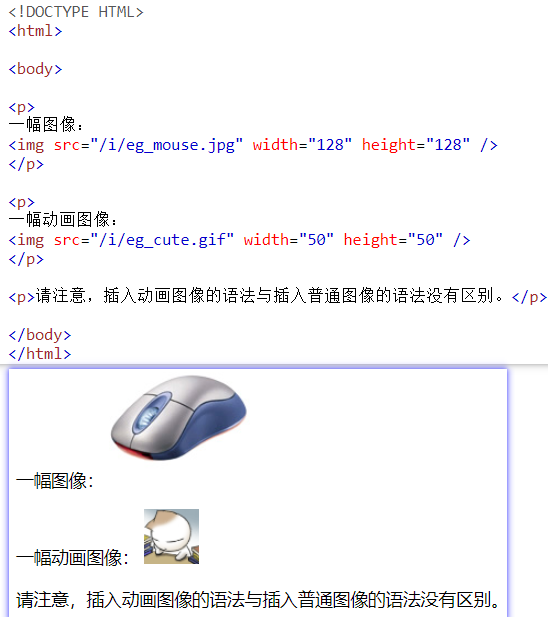 <!DOCTYPE HTML>
<html>
<body>
<p>
一幅图像：
<img src="/i/eg_mouse.jpg" width="128" height="128" />
</p>
<p>
一幅动画图像：
<img src="/i/eg_cute.gif" width="50" height="50" />
</p>
<p>请注意，插入动画图像的语法与插入普通图像的语法没有区别。</p>
</body>
</html>
一幅图像：
一幅动画图像：
请注意，插入动画图像的语法与插入普通图像的语法没有区别。